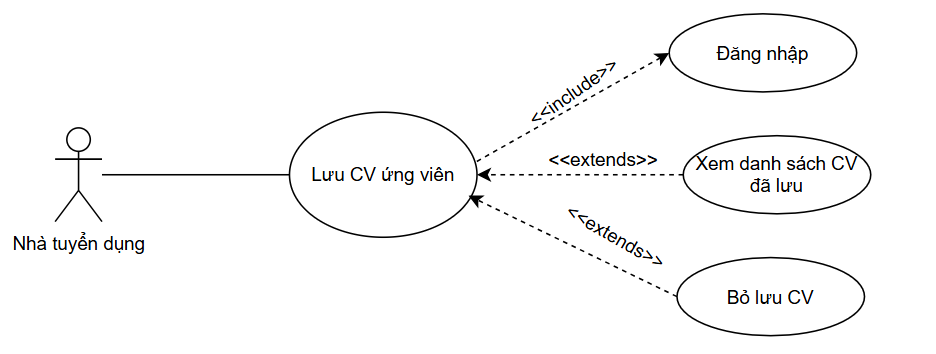 Đăng nhập
<<include>>
Lưu CV ứng viên
<<extends>>
Xem danh sách CV
đã lưu
Nhà tuyển dụng
<<extends>>
Bỏ lưu CV